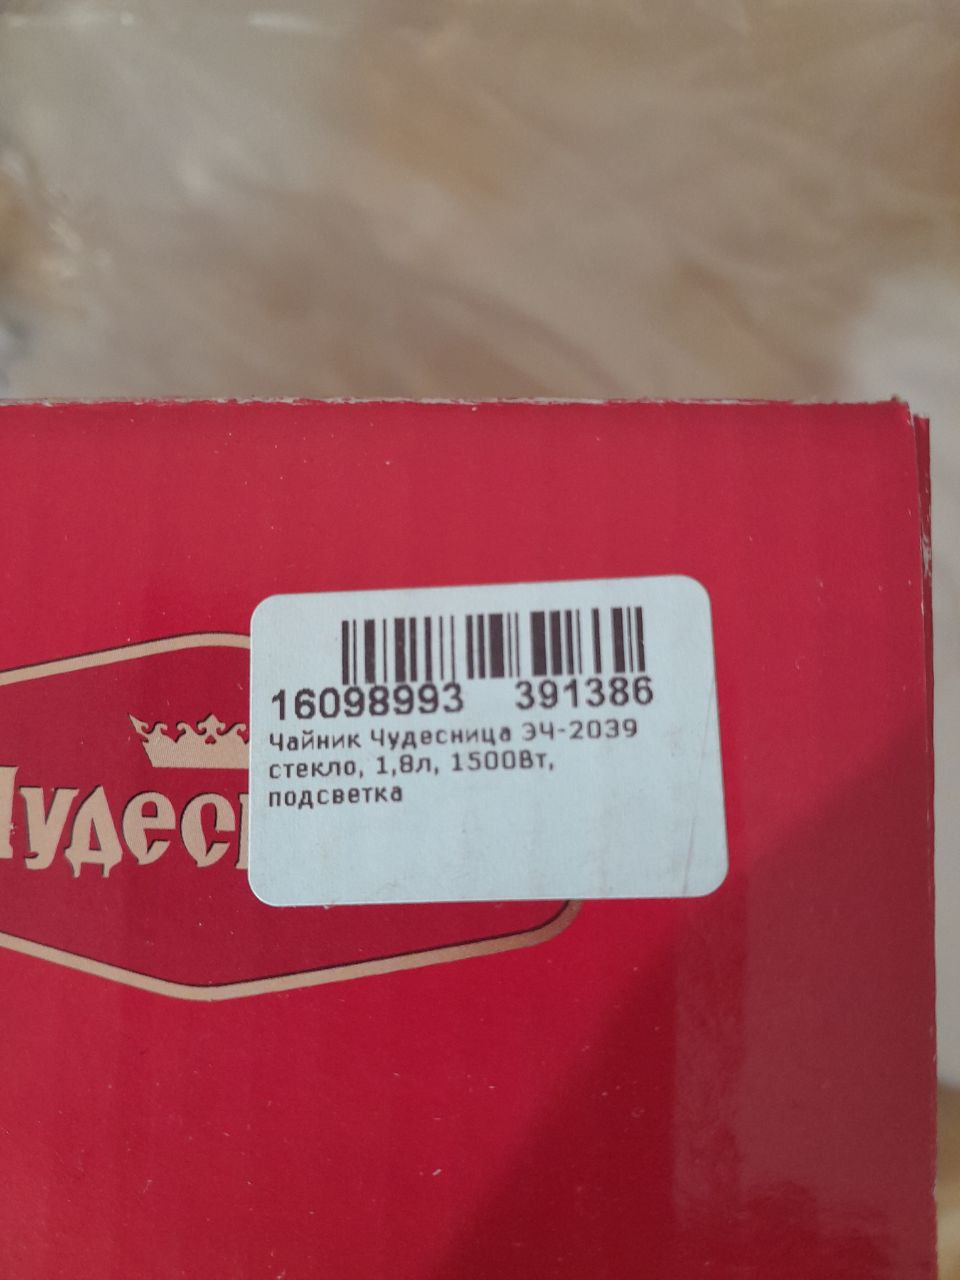 16098993 391386
Чайник Чудесница ЭЧ-2039
стекло, 1,8л, 1500Вт,
подсветка